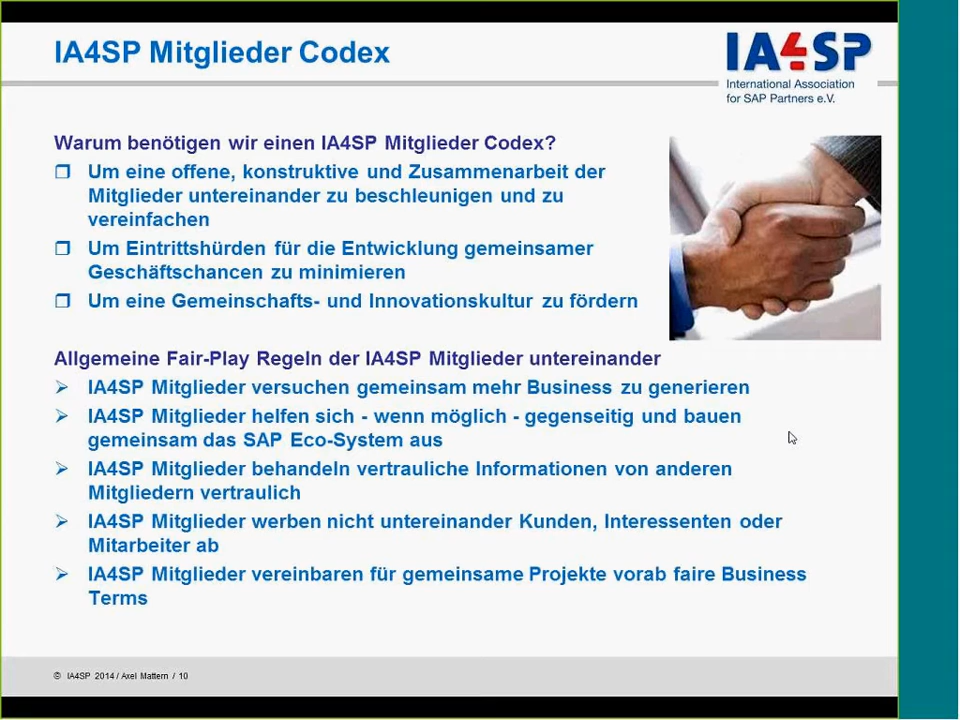 IA4SP Mitglieder Codex
IA4SP
International Association
for SAP Partners e.V.
Warum benötigen wir einen IA4SP Mitglieder Codex?
Um eine offene, konstruktive und Zusammenarbeit der
Mitglieder untereinander zu beschleunigen und zu
vereinfachen
Um Eintrittshürden für die Entwicklung gemeinsamer
Geschäftschancen zu minimieren
Um eine Gemeinschafts- und Innovationskultur zu fördern
Allgemeine Fair-Play Regeln der IA4SP Mitglieder untereinander
IA4SP Mitglieder versuchen gemeinsam mehr Business zu generieren
IA4SP Mitglieder helfen sich - wenn möglich - gegenseitig und bauen
gemeinsam das SAP Eco-System aus
IA4SP Mitglieder behandeln vertrauliche Informationen von anderen
Mitgliedern vertraulich
IA4SP Mitglieder werben nicht untereinander Kunden, Interessenten oder
Mitarbeiter ab
IA4SP Mitglieder vereinbaren für gemeinsame Projekte vorab faire Business
Terms
© IA4SP 2014 / Axel Mattern / 10